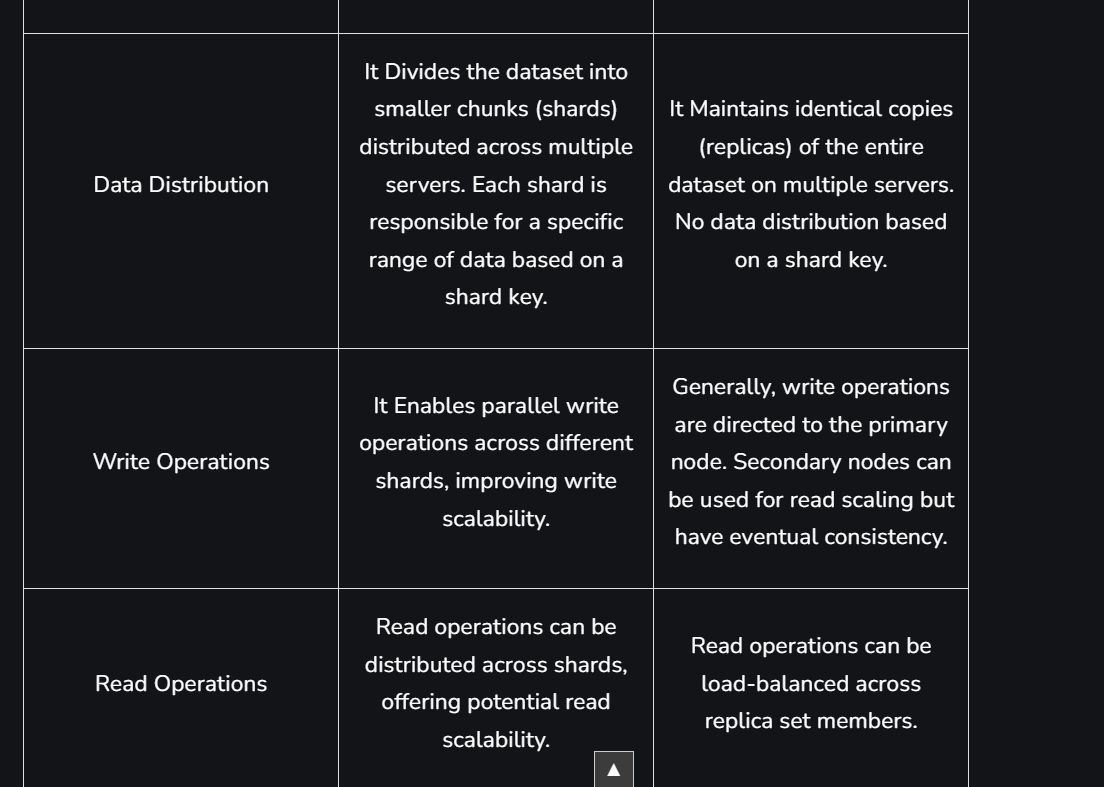 Data Distribution
It Divides the dataset into
smaller chunks (shards)
distributed across multiple
servers. Each shard is
responsible for a specific
range of data based on a
shard key.
It Maintains identical copies
(replicas) of the entire
dataset on multiple servers.
No data distribution based
on a shard key.
Write Operations
It Enables parallel write
operations across different
shards, improving write
scalability.
Generally, write operations
are directed to the primary
node. Secondary nodes can
be used for read scaling but
have eventual consistency.
Read Operations
Read operations can be
distributed across shards,
offering potential read
scalability.
Read operations can be
load-balanced across
replica set members.